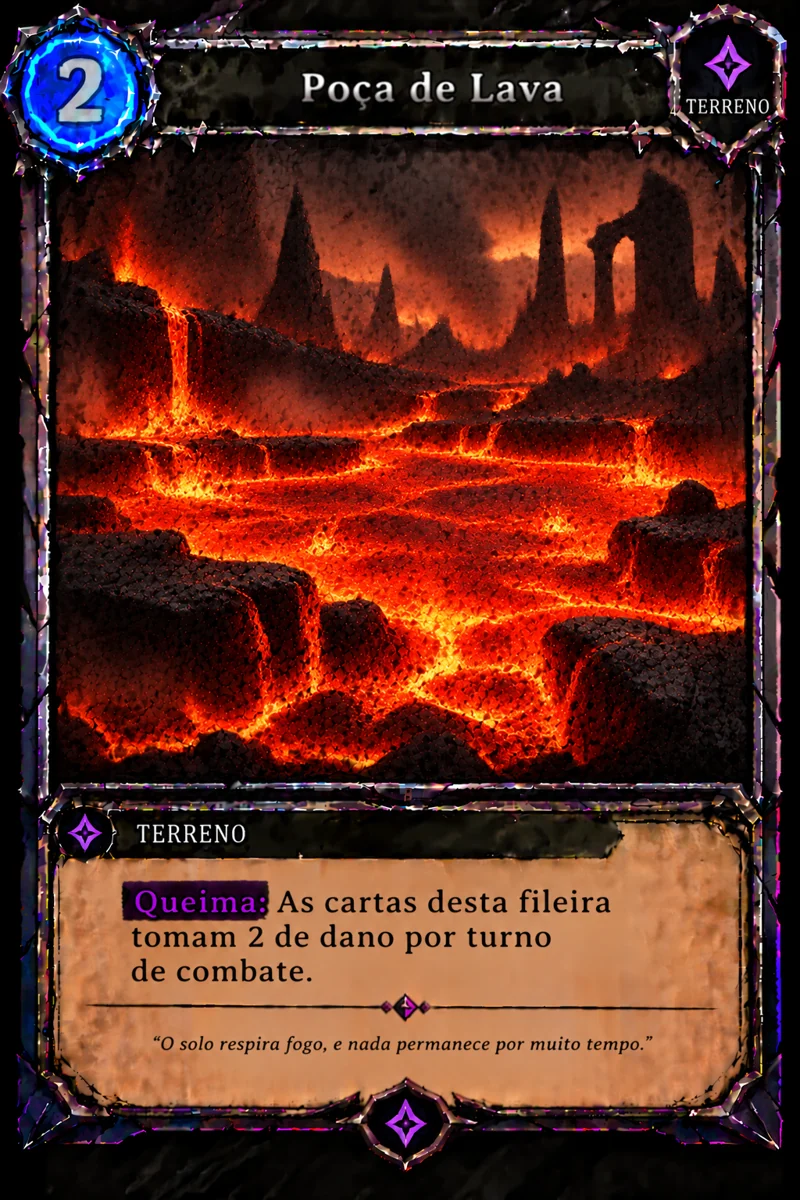 2
Poça de Lava
TERRENO
TERRENO
Queima: As cartas desta fileira
tomam 2 de dano por turno
de combate.
“O solo respira fogo, e nada permanece por muito tempo.”